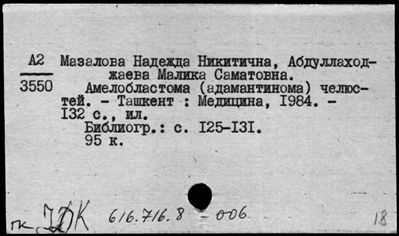 А2 Мазалова Надежда Никитична, Абдуллаход-
жаева Малика Саматовна.
3550
Амелобластома (адамантинома) челюс-
тей. - Ташкент : Медицина, 1984. -
132 с., ил.
Библиогр.: с. 125-131.
95 к.
616.716.8 - 006
18